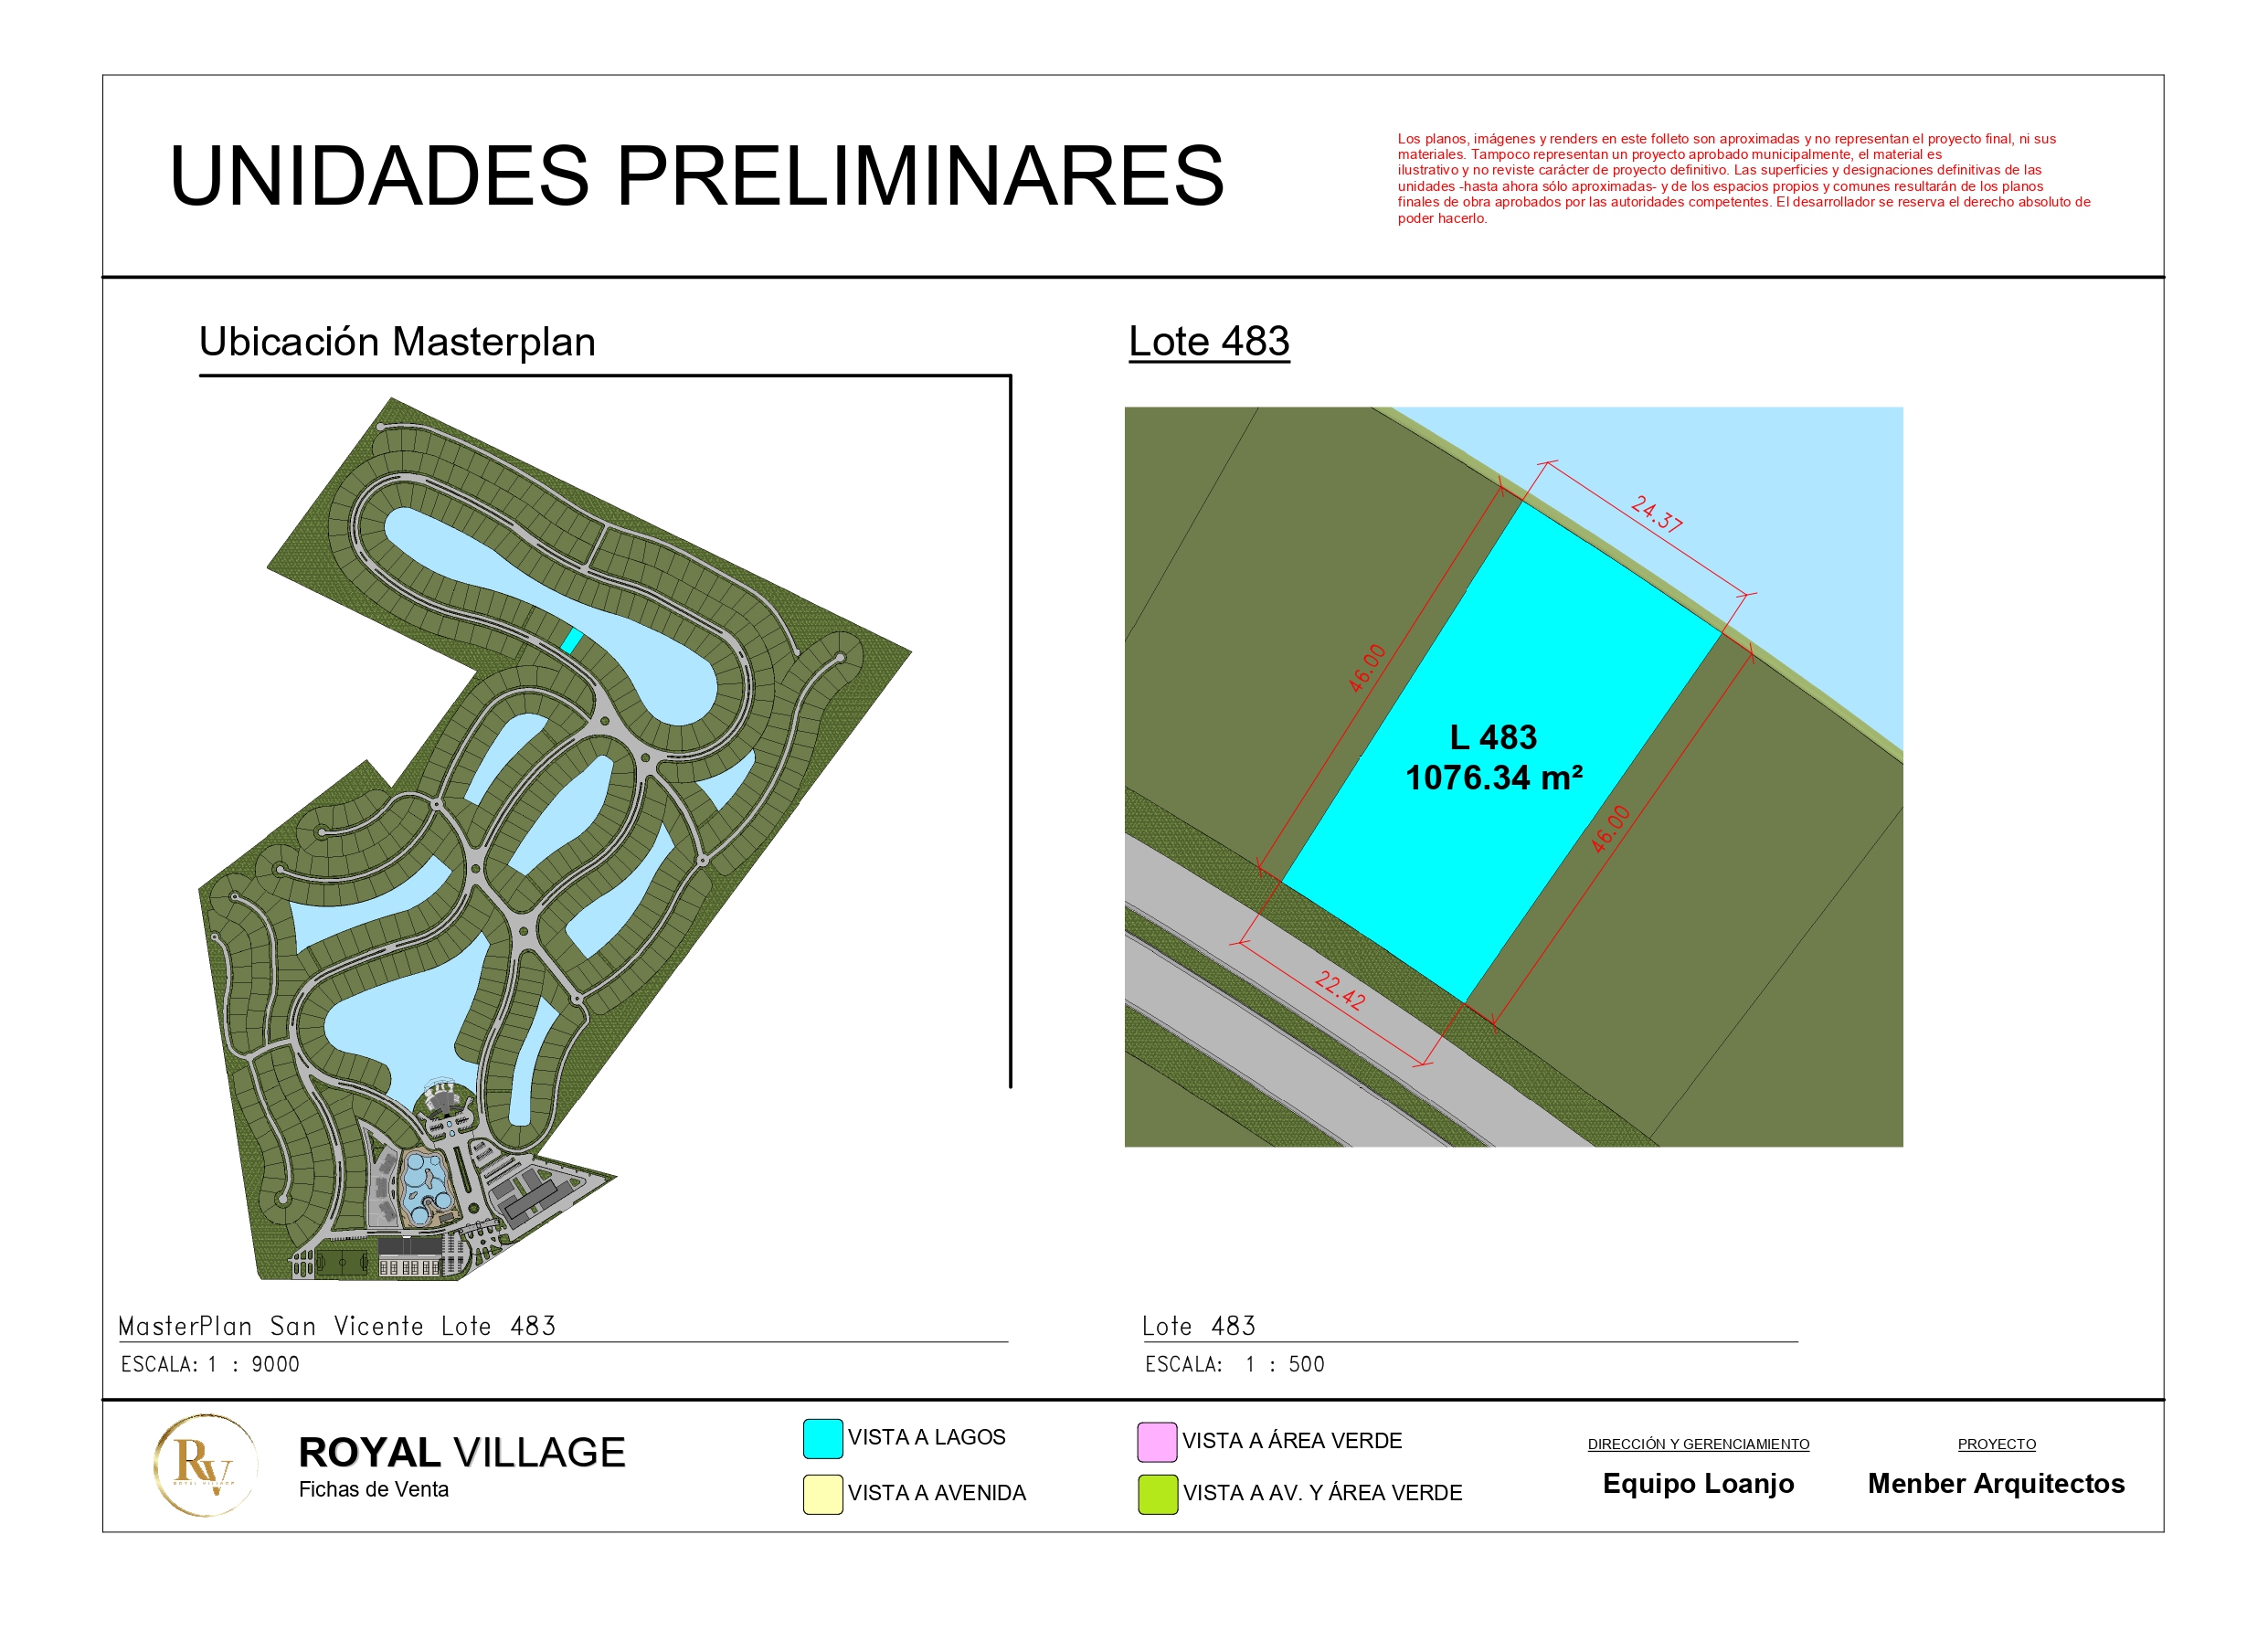 UNIDADES PRELIMINARES
Los planos, imágenes y renders en este folleto son aproximadas y no representan el proyecto final, ni sus
materiales. Tampoco representan un proyecto aprobado municipalmente, el material es
ilustrativo y no reviste carácter de proyecto definitivo. Las superficies y designaciones definitivas de las
unidades -hasta ahora sólo aproximadas- y de los espacios propios y comunes resultarán de los planos
finales de obra aprobados por las autoridades competentes. El desarrollador se reserva el derecho absoluto de
poder hacerlo.
Ubicación Masterplan
Lote 483
24.37
46.00
L 483
1076.34 m²
46.00
22.42
MasterPlan San Vicente Lote 483
ESCALA: 1 : 9000
Lote 483
ESCALA: 1 : 500
RV
ROYAL VILLAGE
ROYAL VILLAGE
Fichas de Venta
VISTA A LAGOS
VISTA A AVENIDA
VISTA A ÁREA VERDE
VISTA A AV. Y ÁREA VERDE
DIRECCIÓN Y GERENCIAMIENTO
Equipo Loanjo
PROYECTO
Menber Arquitectos